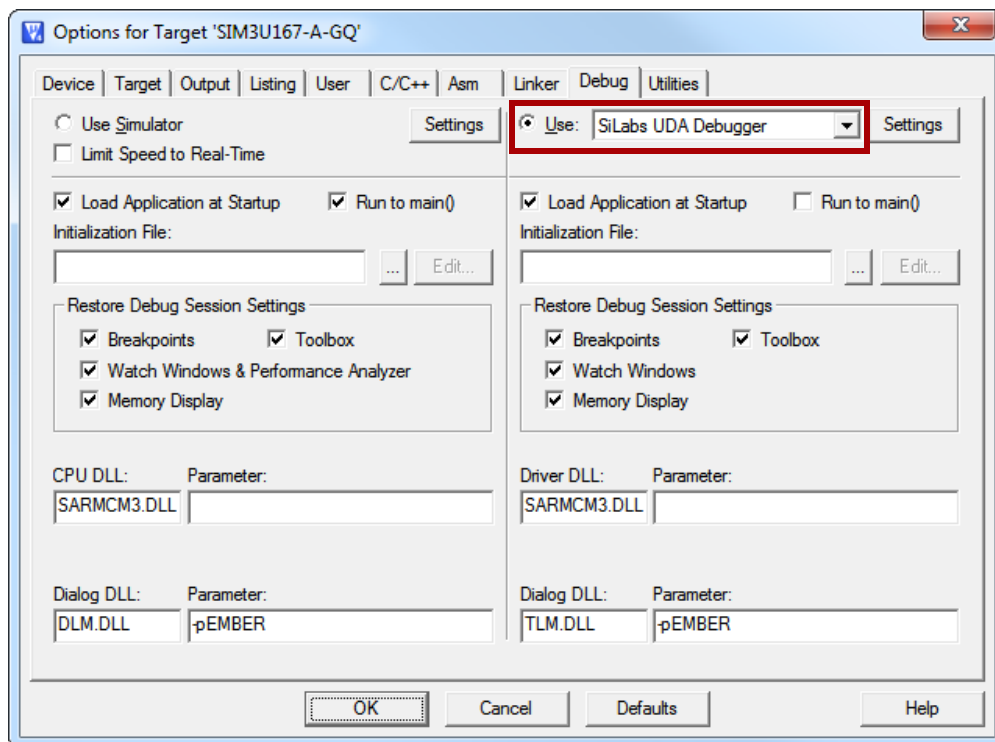 Options for Target 'SIM3U167-A-GQ'
Device Target Output Listing User C/C++ Asm Linker Debug Utilities
Use Simulator Settings Use: SiLabs UDA Debugger Settings
Limit Speed to Real-Time
Load Application at Startup Run to main() Load Application at Startup Run to main()
Initialization File: Initialization File:
... Edit... ... Edit...
Restore Debug Session Settings Restore Debug Session Settings
Breakpoints Toolbox Breakpoints Toolbox
Watch Windows & Performance Analyzer Watch Windows
Memory Display Memory Display
CPU DLL: Parameter: Driver DLL: Parameter:
SARMCM3.DLL SARMCM3.DLL
Dialog DLL: Parameter: Dialog DLL: Parameter:
DLM.DLL -pEMBER TLM.DLL -pEMBER
OK Cancel Defaults Help